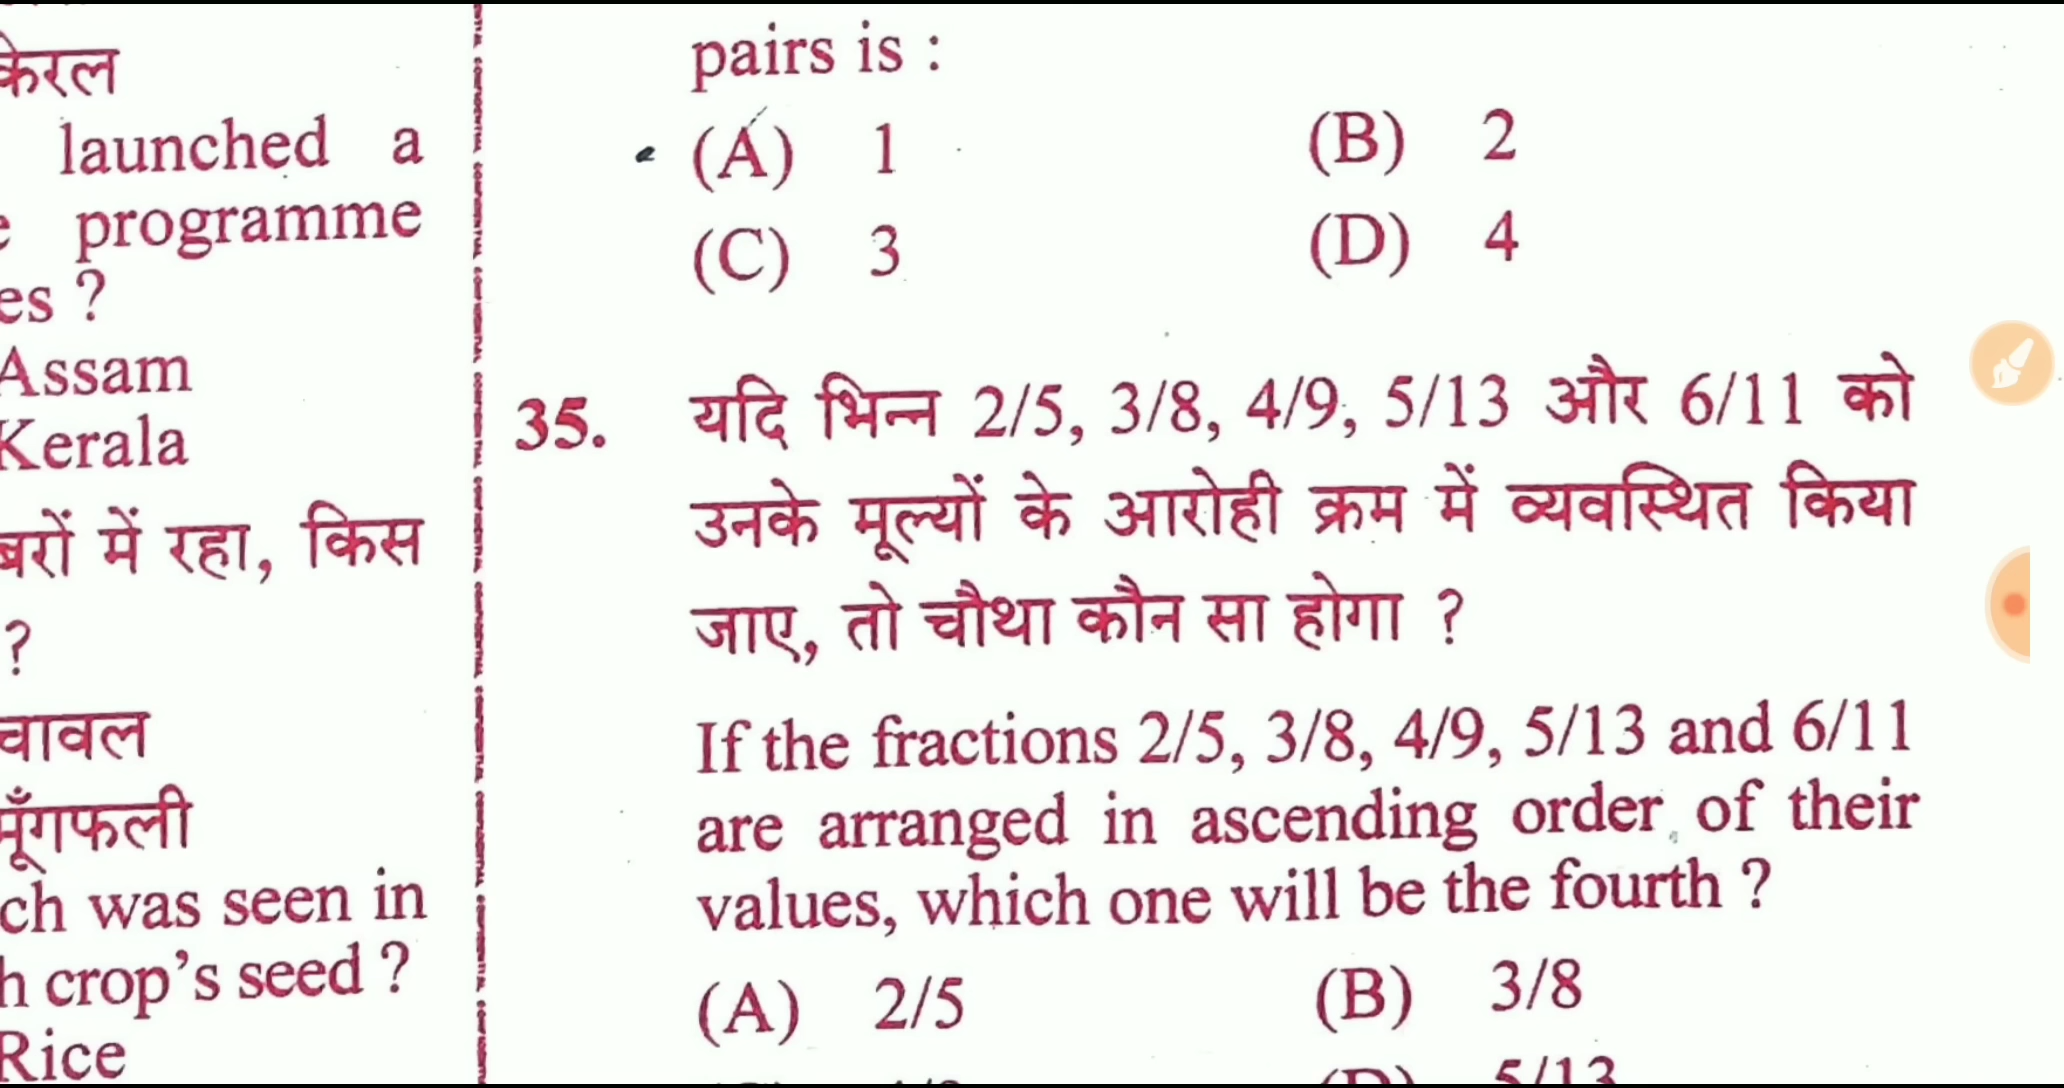 केरल
launched a
programme
es ?
Assam
Kerala
बरों में रहा, किस
?
चावल
मूँगफली
ch was seen in
h crop's seed ?
Rice
pairs is :
(A) 1 (B) 2
(C) 3 (D) 4
35. यदि भिन्न 2/5, 3/8, 4/9, 5/13 और 6/11 को
उनके मूल्यों के आरोही क्रम में व्यवस्थित किया
जाए, तो चौथा कौन सा होगा ?
If the fractions 2/5, 3/8, 4/9, 5/13 and 6/11
are arranged in ascending order of their
values, which one will be the fourth ?
(A) 2/5 (B) 3/8
(D) 5/13